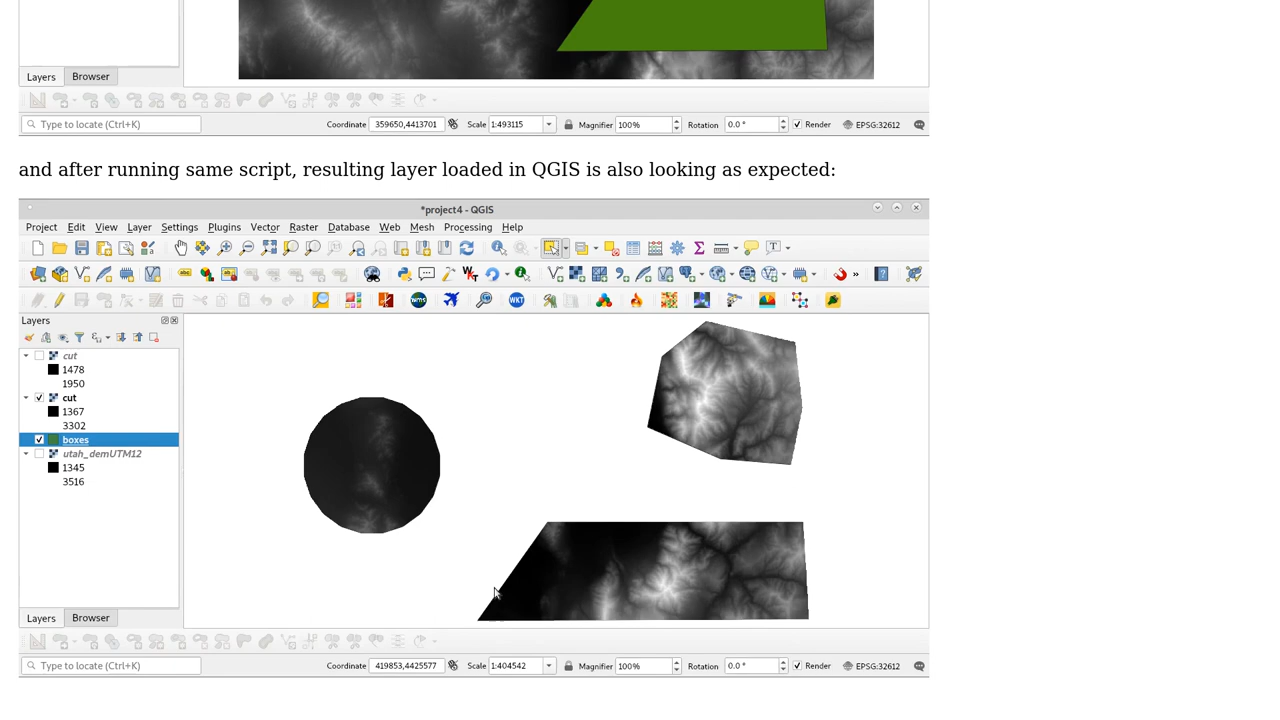 Layers Browser
Type to locate (Ctrl+K) Coordinate 359650,4413701 Scale 1:493115 Magnifier 100% Rotation 0.0 ° Render EPSG:32612
and after running same script, resulting layer loaded in QGIS is also looking as expected:
*project4 - QGIS
Project Edit View Layer Settings Plugins Vector Raster Database Web Mesh Processing Help
Layers
cut
1478
1950
cut
1367
3302
boxes
utah_demUTM12
1345
3516
Layers Browser
Type to locate (Ctrl+K) Coordinate 419853,4425577 Scale 1:404542 Magnifier 100% Rotation 0.0 ° Render EPSG:32612